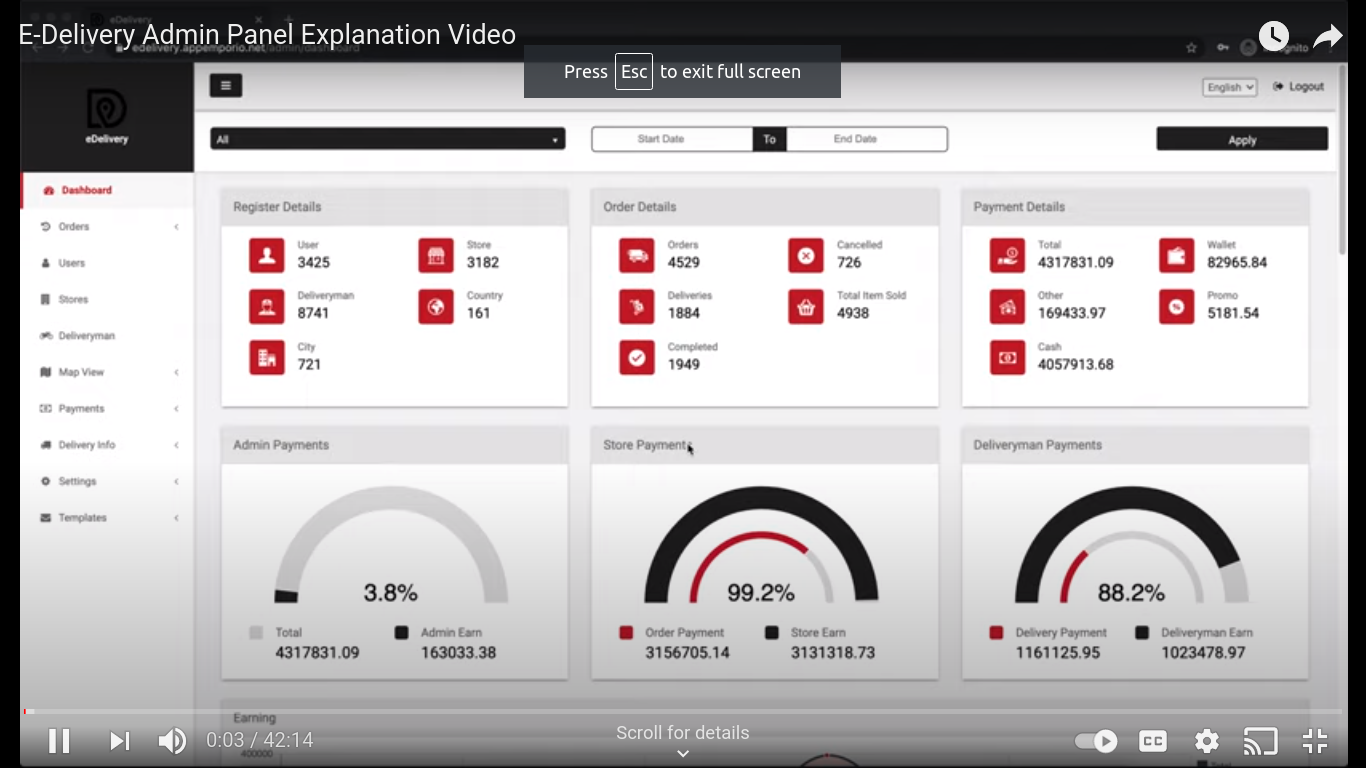 eDelivery
E-Delivery Admin Panel Explanation Video
edelivery.appemporio.net/admin/dashboard
Press Esc to exit full screen
eDelivery
English
Logout
All
Start Date
To
End Date
Apply
Dashboard
Orders
Users
Stores
Deliveryman
Map View
Payments
Delivery Info
Settings
Templates
Register Details
User
3425
Store
3182
Deliveryman
8741
Country
161
City
721
Order Details
Orders
4529
Cancelled
726
Deliveries
1884
Total Item Sold
4938
Completed
1949
Payment Details
Total
4317831.09
Wallet
82965.84
Other
169433.97
Promo
5181.54
Cash
4057913.68
Admin Payments
3.8%
Total
4317831.09
Admin Earn
163033.38
Store Payments
99.2%
Order Payment
3156705.14
Store Earn
3131318.73
Deliveryman Payments
88.2%
Delivery Payment
1161125.95
Deliveryman Earn
1023478.97
Earning
400000
0:03 / 42:14
Scroll for details
CC